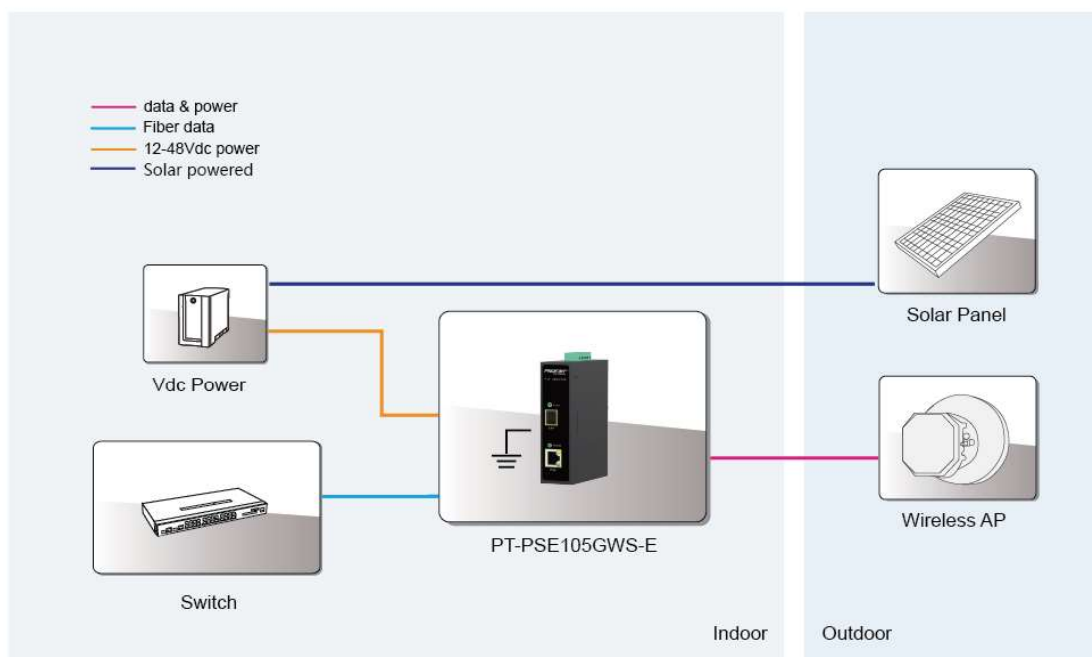 data & power
Fiber data
12-48Vdc power
Solar powered
Solar Panel
Vdc Power
Wireless AP
PT-PSE105GWS-E
Switch
Indoor
Outdoor